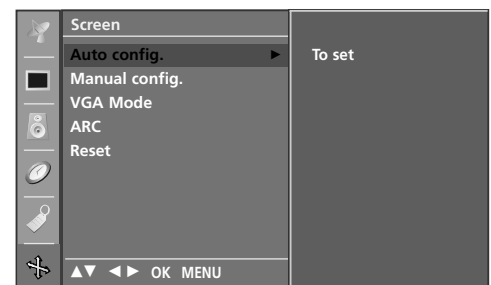 Screen
Auto config. ► To set
Manual config.
VGA Mode
ARC
Reset
▲▼ ◄► OK MENU